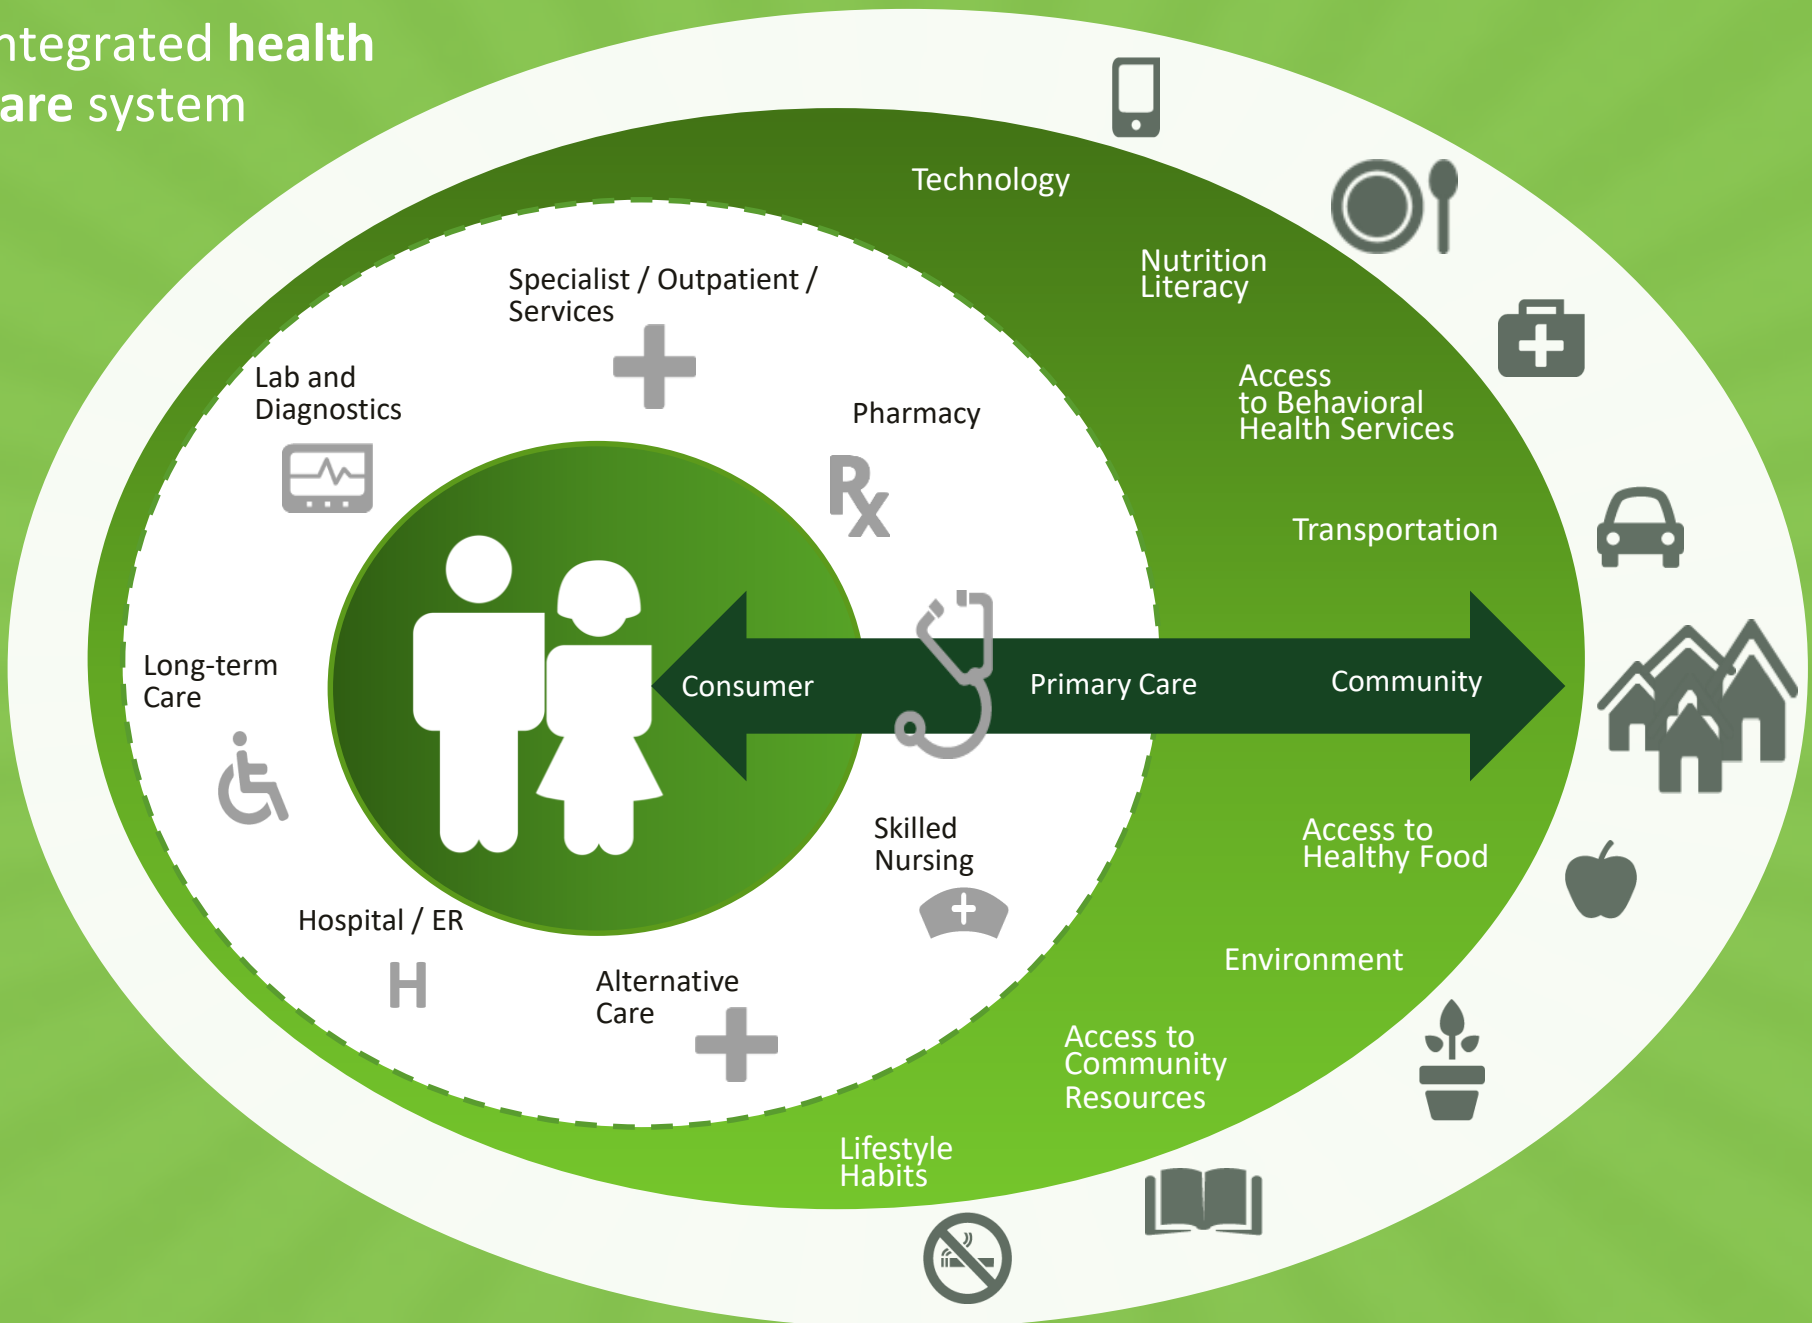 ntegrated health
are system
Technology
Nutrition
Literacy
Specialist / Outpatient /
Services
Lab and
Diagnostics
Access
to Behavioral
Health Services
Pharmacy
Rx
Transportation
Long-term
Care
Consumer
Primary Care
Community
Skilled
Nursing
Access to
Healthy Food
Hospital / ER
H
Alternative
Care
Environment
Access to
Community
Resources
Lifestyle
Habits